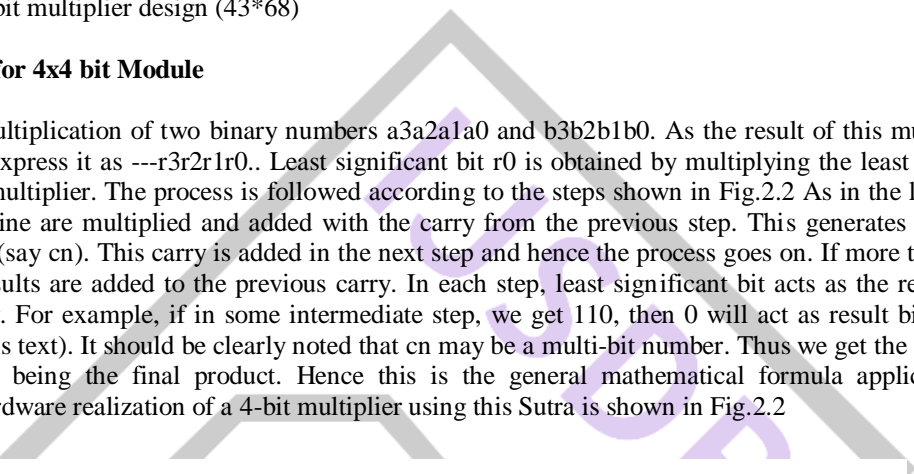 bit multiplier design (43*68)
for 4x4 bit Module
ultiplication of two binary numbers a3a2a1a0 and b3b2b1b0. As the result of this mu
xpress it as ---r3r2r1r0.. Least significant bit r0 is obtained by multiplying the least
multiplier. The process is followed according to the steps shown in Fig.2.2 As in the l
ine are multiplied and added with the carry from the previous step. This generates
(say cn). This carry is added in the next step and hence the process goes on. If more t
sults are added to the previous carry. In each step, least significant bit acts as the re
. For example, if in some intermediate step, we get 110, then 0 will act as result bi
s text). It should be clearly noted that cn may be a multi-bit number. Thus we get the
being the final product. Hence this is the general mathematical formula applic
rdware realization of a 4-bit multiplier using this Sutra is shown in Fig.2.2
IJSDR